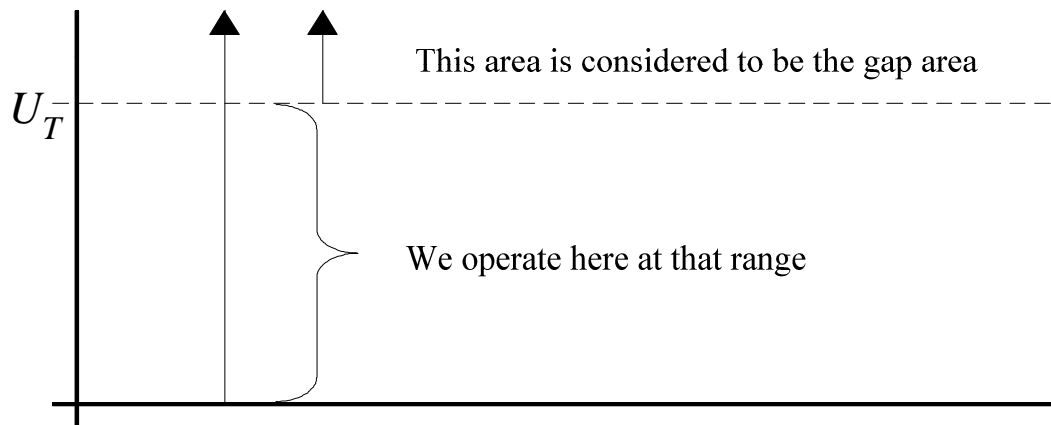 This area is considered to be the gap area
U_T
We operate here at that range